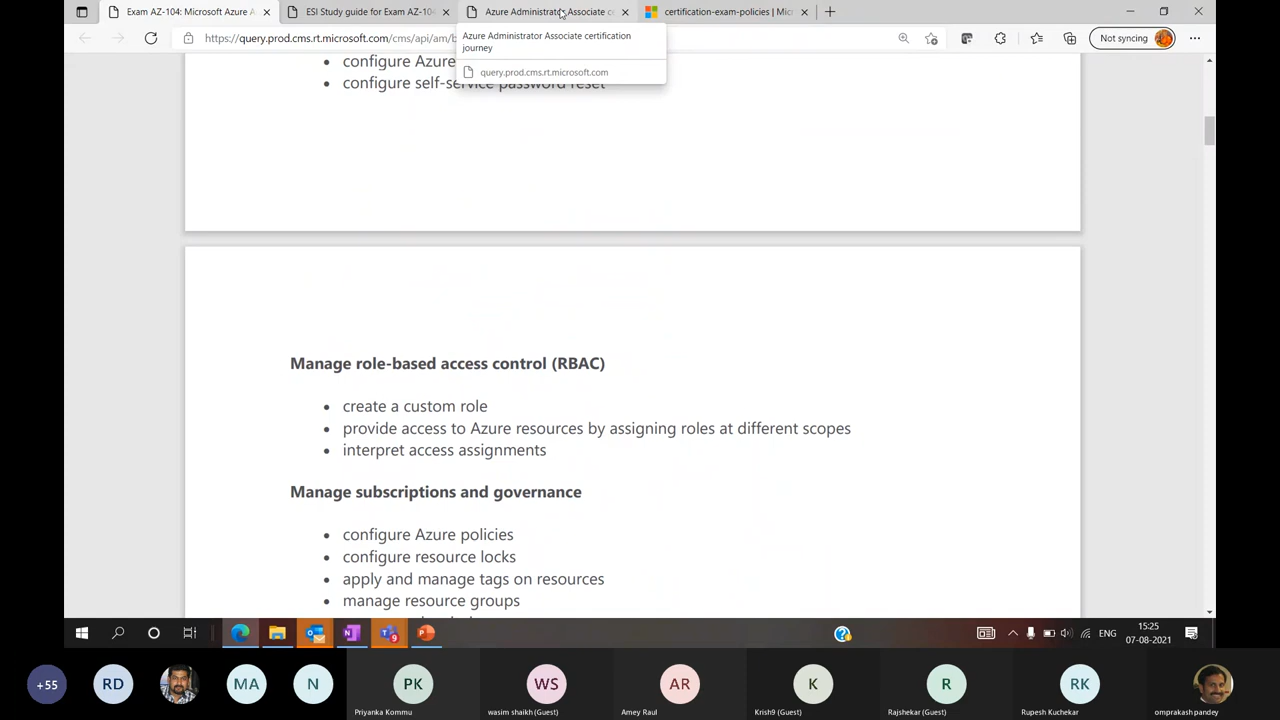 Exam AZ-104: Microsoft Azure A
ESI Study guide for Exam AZ-104
Azure Administrator Associate ce
certification-exam-policies | Mic
https://query.prod.cms.rt.microsoft.com/cms/api/am/b
Not syncing
Azure Administrator Associate certification
journey
query.prod.cms.rt.microsoft.com
configure Azure
configure self-service password reset
Manage role-based access control (RBAC)
• create a custom role
• provide access to Azure resources by assigning roles at different scopes
• interpret access assignments
Manage subscriptions and governance
• configure Azure policies
• configure resource locks
• apply and manage tags on resources
• manage resource groups
9
ENG
15:25
07-08-2021
+55
RD
MA
N
PK
Priyanka Kommu
WS
wasim shaikh (Guest)
AR
Amey Raul
K
Krish9 (Guest)
R
Rajshekar (Guest)
RK
Rupesh Kuchekar
omprakash pandey